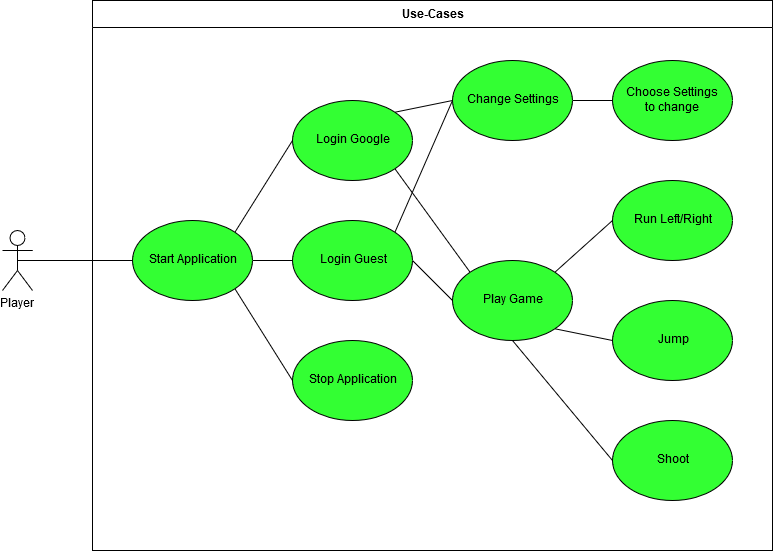 Use-Cases
Change Settings
Choose Settings
to change
Login Google
Run Left/Right
Start Application
Login Guest
Player
Play Game
Jump
Stop Application
Shoot